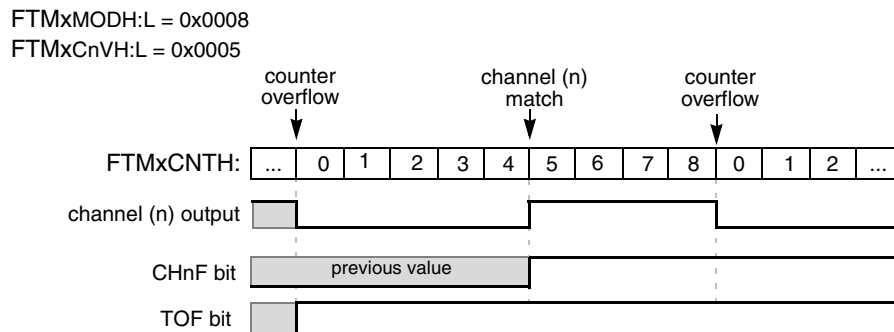 FTMxMODH:L = 0x0008
FTMxCnVH:L = 0x0005
counter overflow
channel (n) match
counter overflow
FTMxCNTH: ... 0 1 2 3 4 5 6 7 8 0 1 2 ...
channel (n) output
CHnF bit previous value
TOF bit